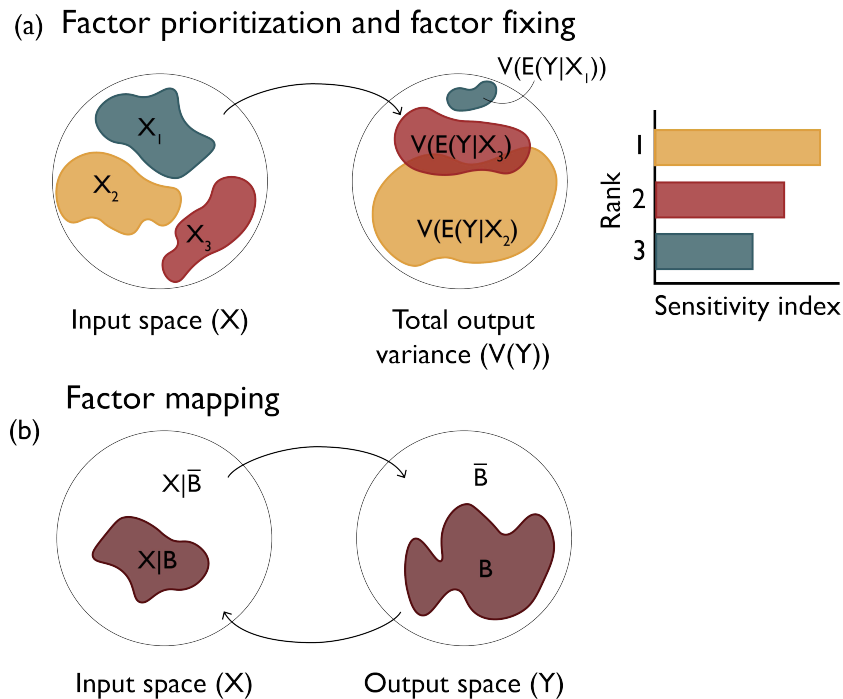 (a) Factor prioritization and factor fixing
V(E(Y|X₁))
X₁
X₂
X₃
V(E(Y|X₃)
V(E(Y|X₂)
Rank
1
2
3
Sensitivity index
Input space (X)
Total output
variance (V(Y))
Factor mapping
(b)
X|B̅
X|B
B̅
B
Input space (X)
Output space (Y)